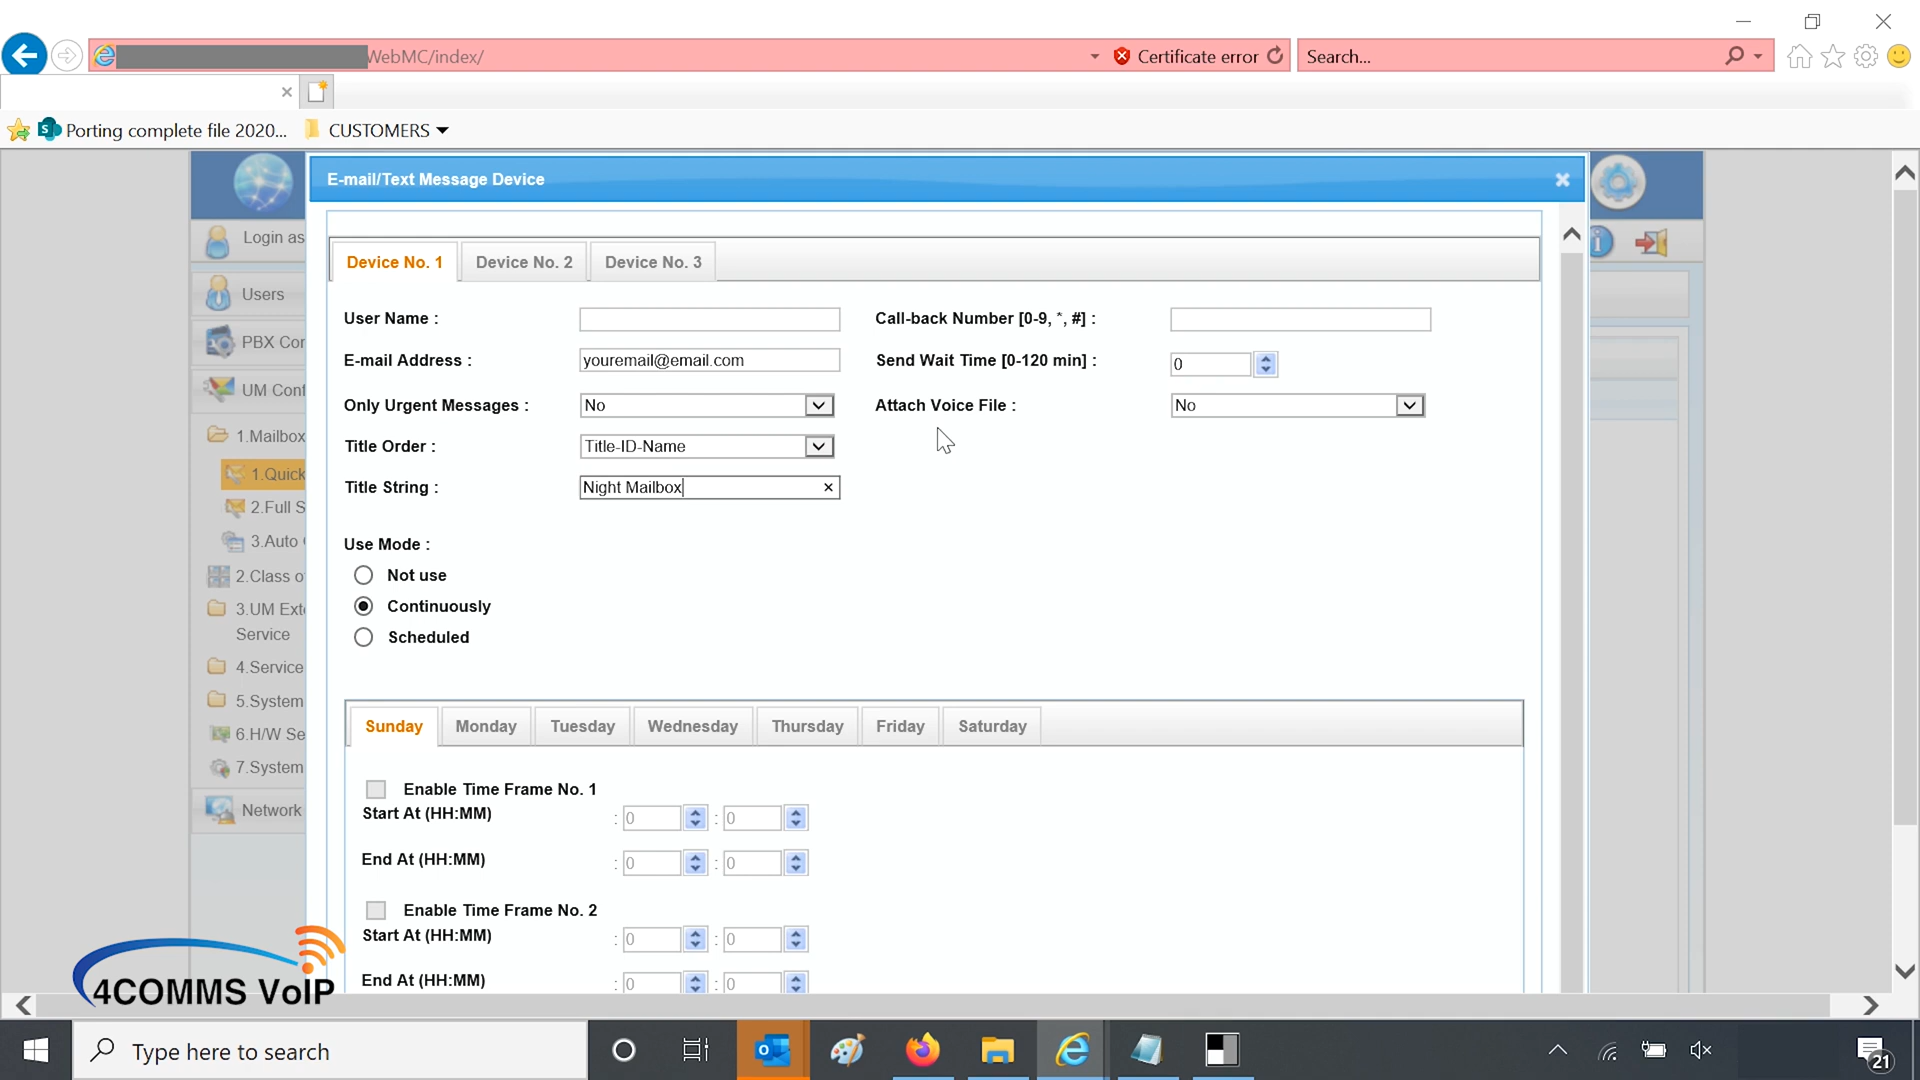 WebMC/index/
Certificate error
Search...
Porting complete file 2020...
CUSTOMERS
E-mail/Text Message Device
Login as
Users
PBX Con
UM Conf
1.Mailbox
1.Quick
2.Full S
3.Auto
2.Class o
3.UM Exte
Service
4.Service
5.System
6.H/W Se
7.System
Network
Device No. 1
Device No. 2
Device No. 3
User Name :
Call-back Number [0-9, *, #] :
E-mail Address :
youremail@email.com
Send Wait Time [0-120 min] :
0
Only Urgent Messages :
No
Attach Voice File :
No
Title Order :
Title-ID-Name
Title String :
Night Mailbox
Use Mode :
Not use
Continuously
Scheduled
Sunday
Monday
Tuesday
Wednesday
Thursday
Friday
Saturday
Enable Time Frame No. 1
Start At (HH:MM)
: 0 : 0
End At (HH:MM)
: 0 : 0
Enable Time Frame No. 2
Start At (HH:MM)
: 0 : 0
End At (HH:MM)
: 0 : 0
4COMMS VoIP
Type here to search
21